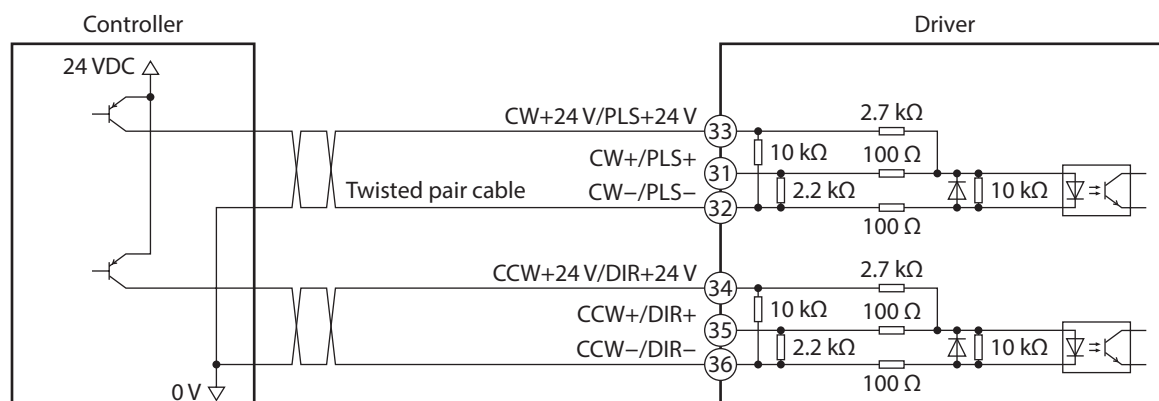 Controller
Driver
24 VDC
CW+24 V/PLS+24 V
33
2.7 kΩ
10 kΩ
100 Ω
CW+/PLS+
31
Twisted pair cable
CW−/PLS−
2.2 kΩ
10 kΩ
32
100 Ω
CCW+24 V/DIR+24 V
34
2.7 kΩ
10 kΩ
100 Ω
CCW+/DIR+
35
CCW−/DIR−
2.2 kΩ
10 kΩ
36
100 Ω
0 V